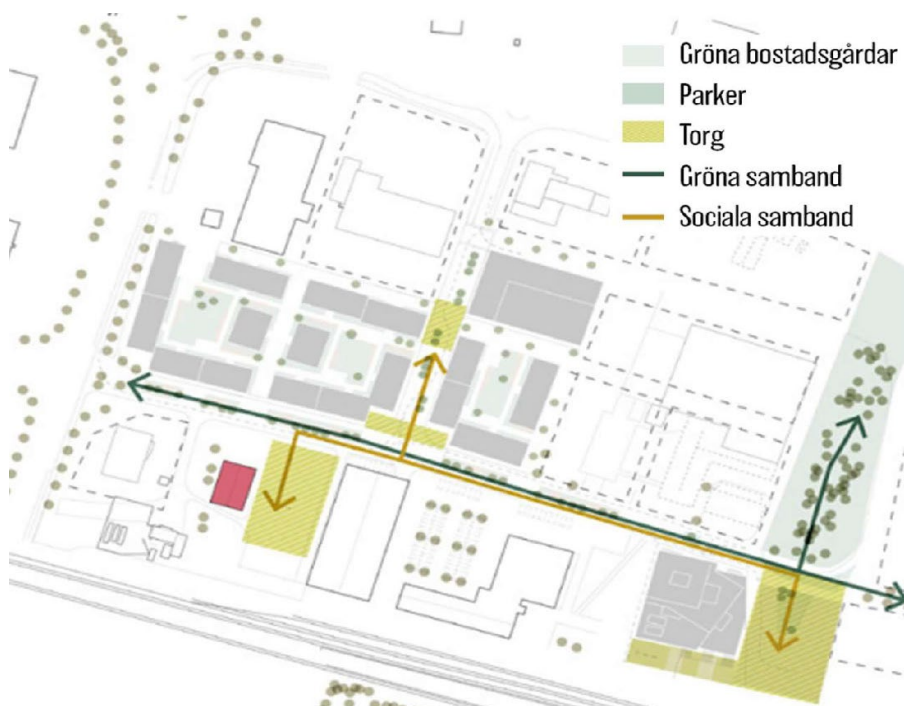 Gröna bostadsgårdar
Parker
Torg
Gröna samband
Sociala samband